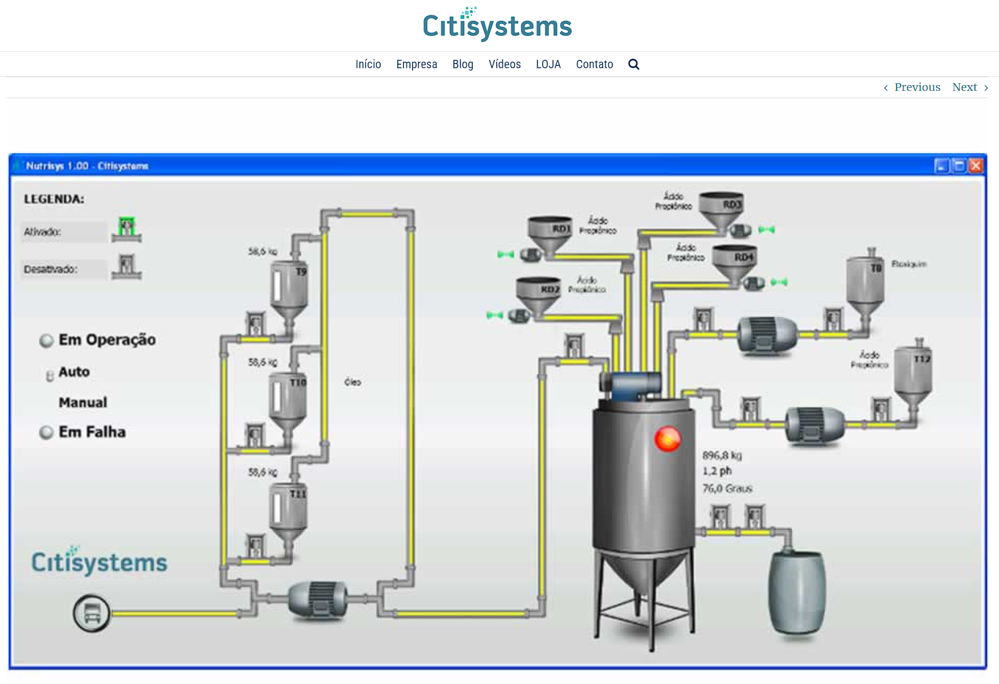 Citisystems
Início Empresa Blog Vídeos LOJA Contato
Previous Next
Nutrisys 1.00 - Citisystems
LEGENDA:
Ativado:
Desativado:
Em Operação
Auto
Manual
Em Falha
Citisystems
58,6 kg
T9
58,6 kg
T10
58,6 kg
T11
Óleo
RD1
Ácido
Propiônico
RD2
Ácido
Propiônico
Ácido
Propiônico
RD3
Ácido
Propiônico
RD4
T8
Etoxiquim
Ácido
Propiônico
T12
896,8 kg
1,2 ph
76,0 Graus